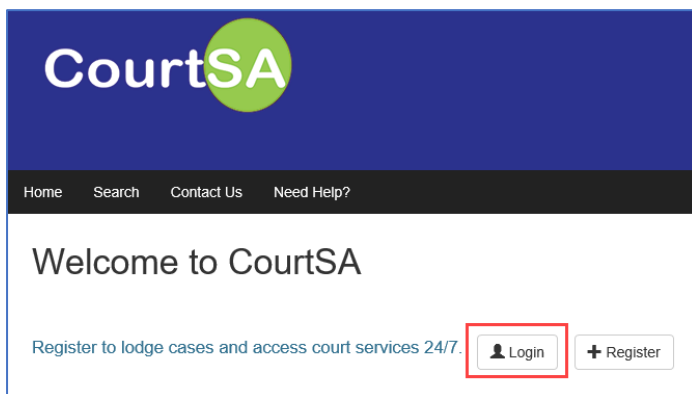 CourtSA
Home Search Contact Us Need Help?
Welcome to CourtSA
Register to lodge cases and access court services 24/7. Login Register